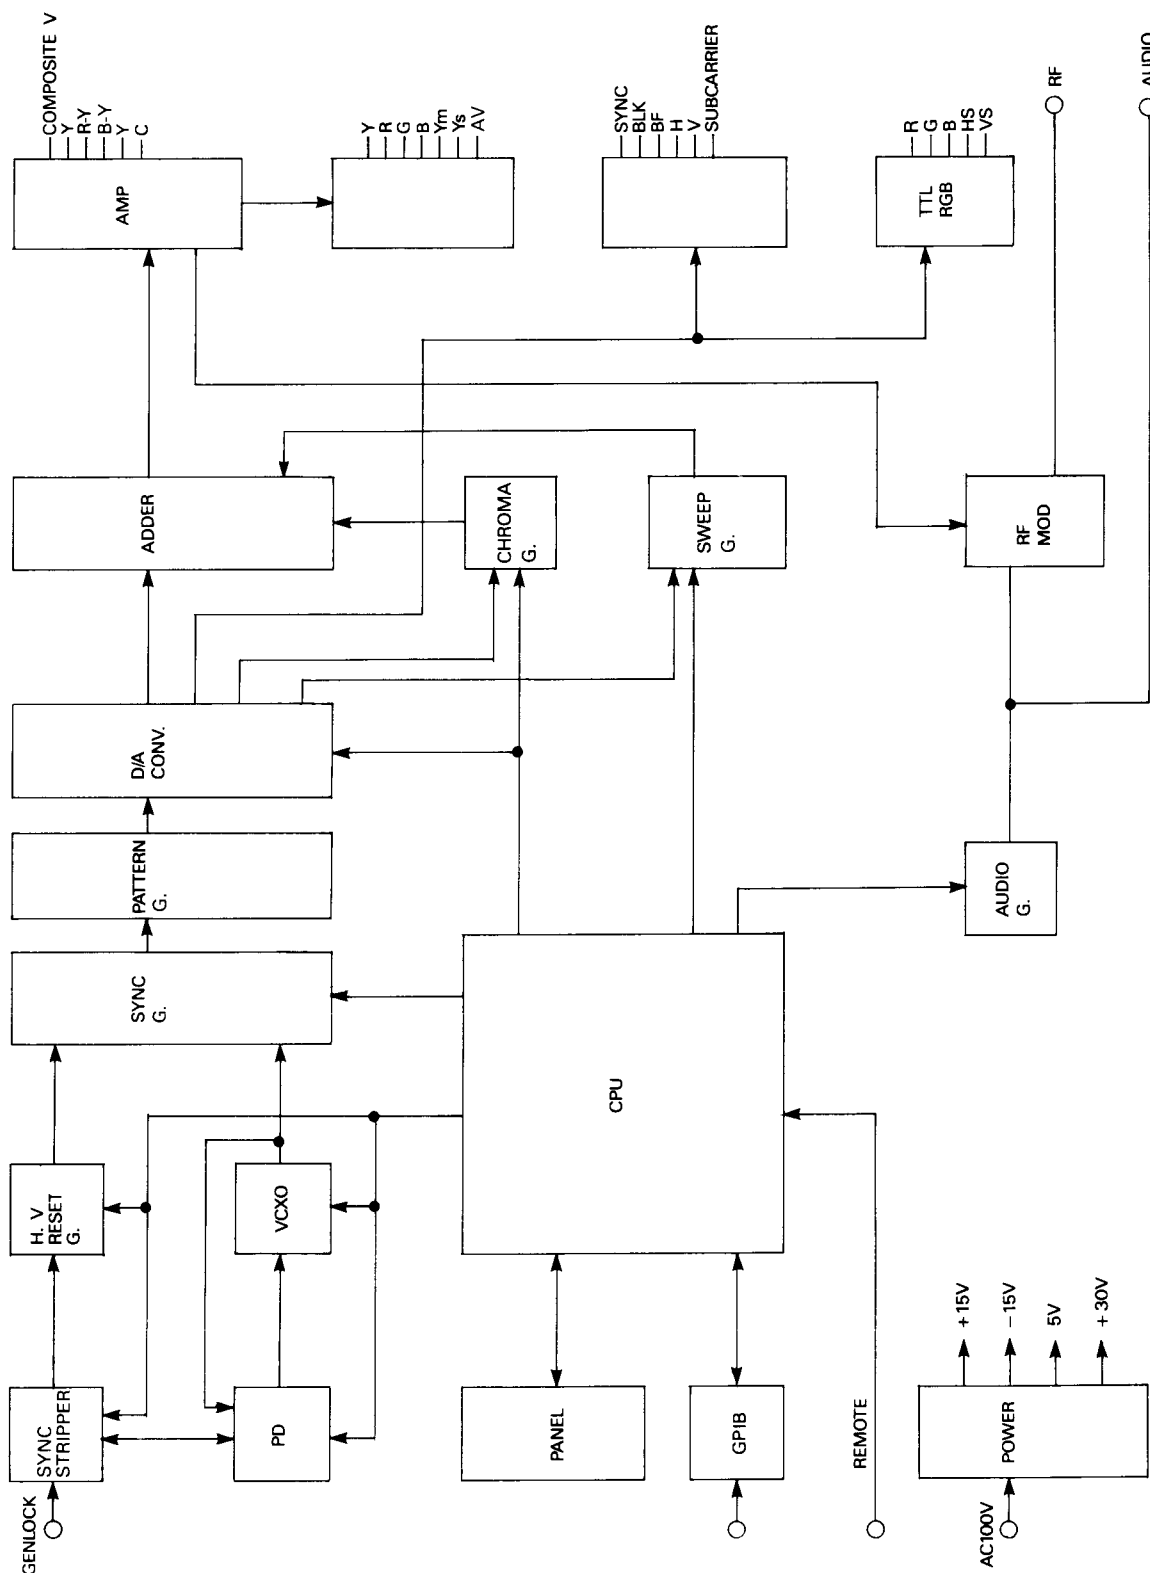 GENLOCK
SYNC
STRIPPER
H. V
RESET
G.
SYNC
G.
PATTERN
G.
D/A
CONV.
ADDER
AMP
COMPOSITE V
Y
R-Y
B-Y
Y
C
PD
VCXO
Y
R
G
B
Ym
Ys
AV
PANEL
CPU
CHROMA
G.
GPIB
SWEEP
G.
SYNC
BLK
BF
H
V
SUBCARRIER
REMOTE
TTL
RGB
R
G
B
HS
VS
AC100V
POWER
+15V
-15V
5V
+30V
AUDIO
G.
RF
MOD
RF
AUDIO